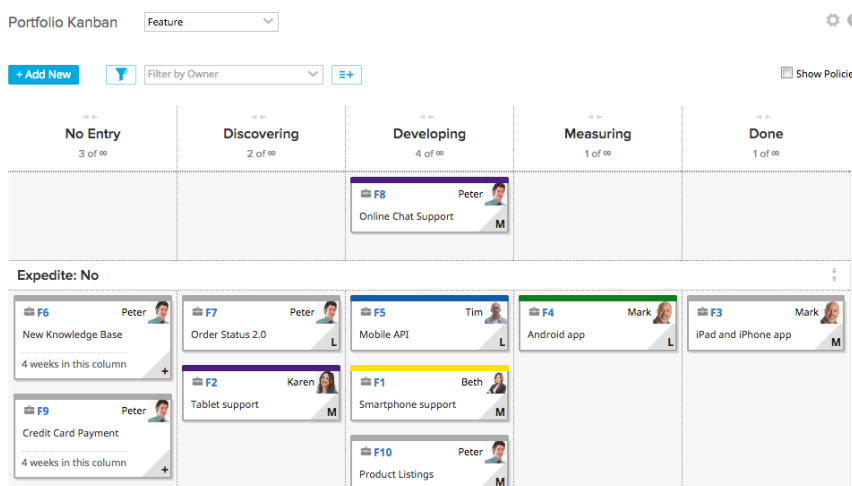 Portfolio Kanban Feature
+ Add New Filter by Owner Show Policie
No Entry Discovering Developing Measuring Done
3 of ∞ 2 of ∞ 4 of ∞ 1 of ∞ 1 of ∞
F8 Peter
Online Chat Support
M
Expedite: No
F6 Peter
New Knowledge Base
4 weeks in this column
+
F9 Peter
Credit Card Payment
4 weeks in this column
+
F7 Peter
Order Status 2.0
L
F2 Karen
Tablet support
M
F5 Tim
Mobile API
L
F1 Beth
Smartphone support
M
F10 Peter
Product Listings
M
F4 Mark
Android app
L
F3 Mark
iPad and iPhone app
M